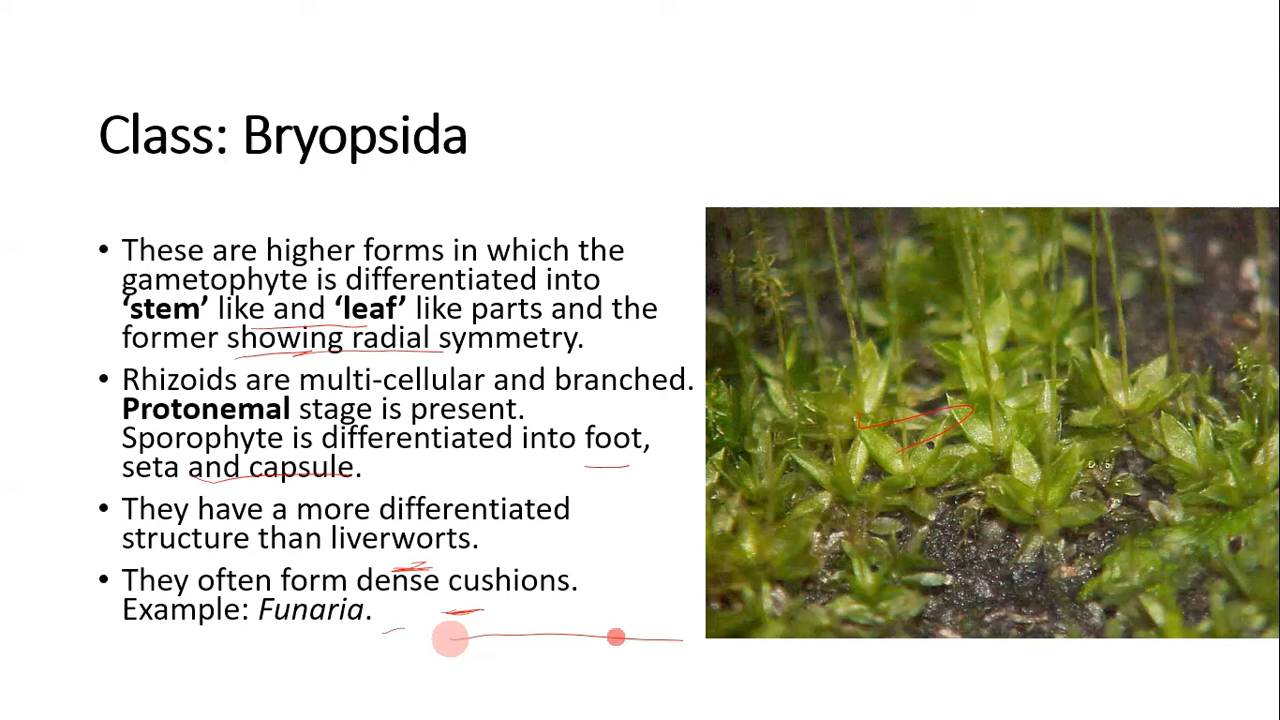 Class: Bryopsida
• These are higher forms in which the
gametophyte is differentiated into
‘stem’ like and ‘leaf’ like parts and the
former showing radial symmetry.
• Rhizoids are multi-cellular and branched.
Protonemal stage is present.
Sporophyte is differentiated into foot,
seta and capsule.
• They have a more differentiated
structure than liverworts.
• They often form dense cushions.
Example: Funaria.